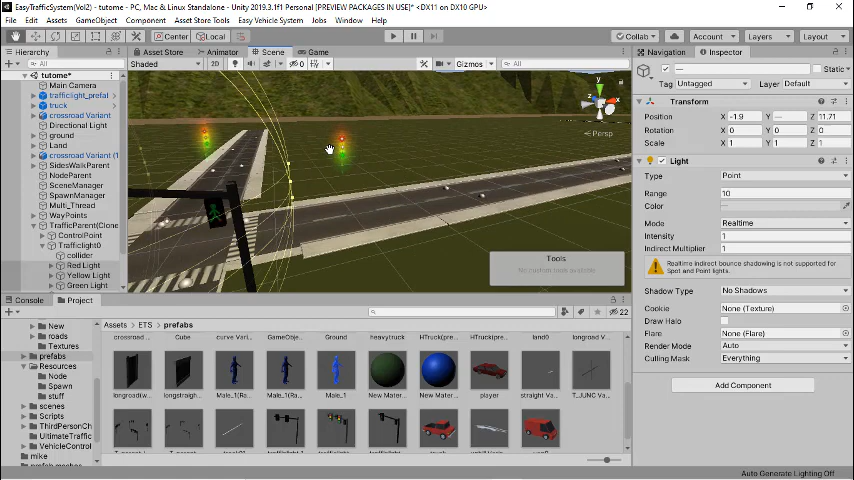 EasyTrafficSystem(Vol2) - tutome - PC, Mac & Linux Standalone - Unity 2019.3.1f1 Personal [PREVIEW PACKAGES IN USE]* <DX11 on DX10 GPU>
File Edit Assets GameObject Component Asset Store Tools Easy Vehicle System Jobs Window Help
Center Local Collab Account Layers Layout
Hierarchy Asset Store Animator Scene Game Navigation Inspector
All Shaded 2D 0 Gizmos All
tutome*
Main Camera
trafficlight_prefal
truck
crossroad Variant
Directional Light
ground
Land
crossroad Variant (1
SidesWalkParent
NodeParent
SceneManager
SpawnManager
Multi_Thread
WayPoints
TrafficParent(Clone
ControlPoint
Trafficlight0
collider
Red Light
Yellow Light
Green Light
y
x
z
Persp
Tools
No custom tools available
— Static
Tag Untagged Layer Default
Transform
Position X -1.9 Y — Z 11.71
Rotation X 0 Y 0 Z 0
Scale X 1 Y 1 Z 1
Light
Type Point
Range 10
Color —
Mode Realtime
Intensity 1
Indirect Multiplier 1
Realtime indirect bounce shadowing is not supported for
Spot and Point lights.
Shadow Type No Shadows
Cookie None (Texture)
Draw Halo
Flare None (Flare)
Render Mode Auto
Culling Mask Everything
Add Component
Console Project
22
New
roads
Textures
prefabs
Resources
Node
Spawn
stuff
scenes
Scripts
ThirdPersonCh
UltimateTraffic
VehicleControl
mike
prefab meshes
Assets › ETS › prefabs
crossroad ... Cube curve Vari... GameObje... Ground heavytruck HTruck(pre... HTruck(pre... land0 longroad V...
longroad(w... longstraigh... Male_1(Ra... Male_1(Ra... Male_1 New Mater... New Mater... player straight Va... T_JUNC Va...
Auto Generate Lighting Off